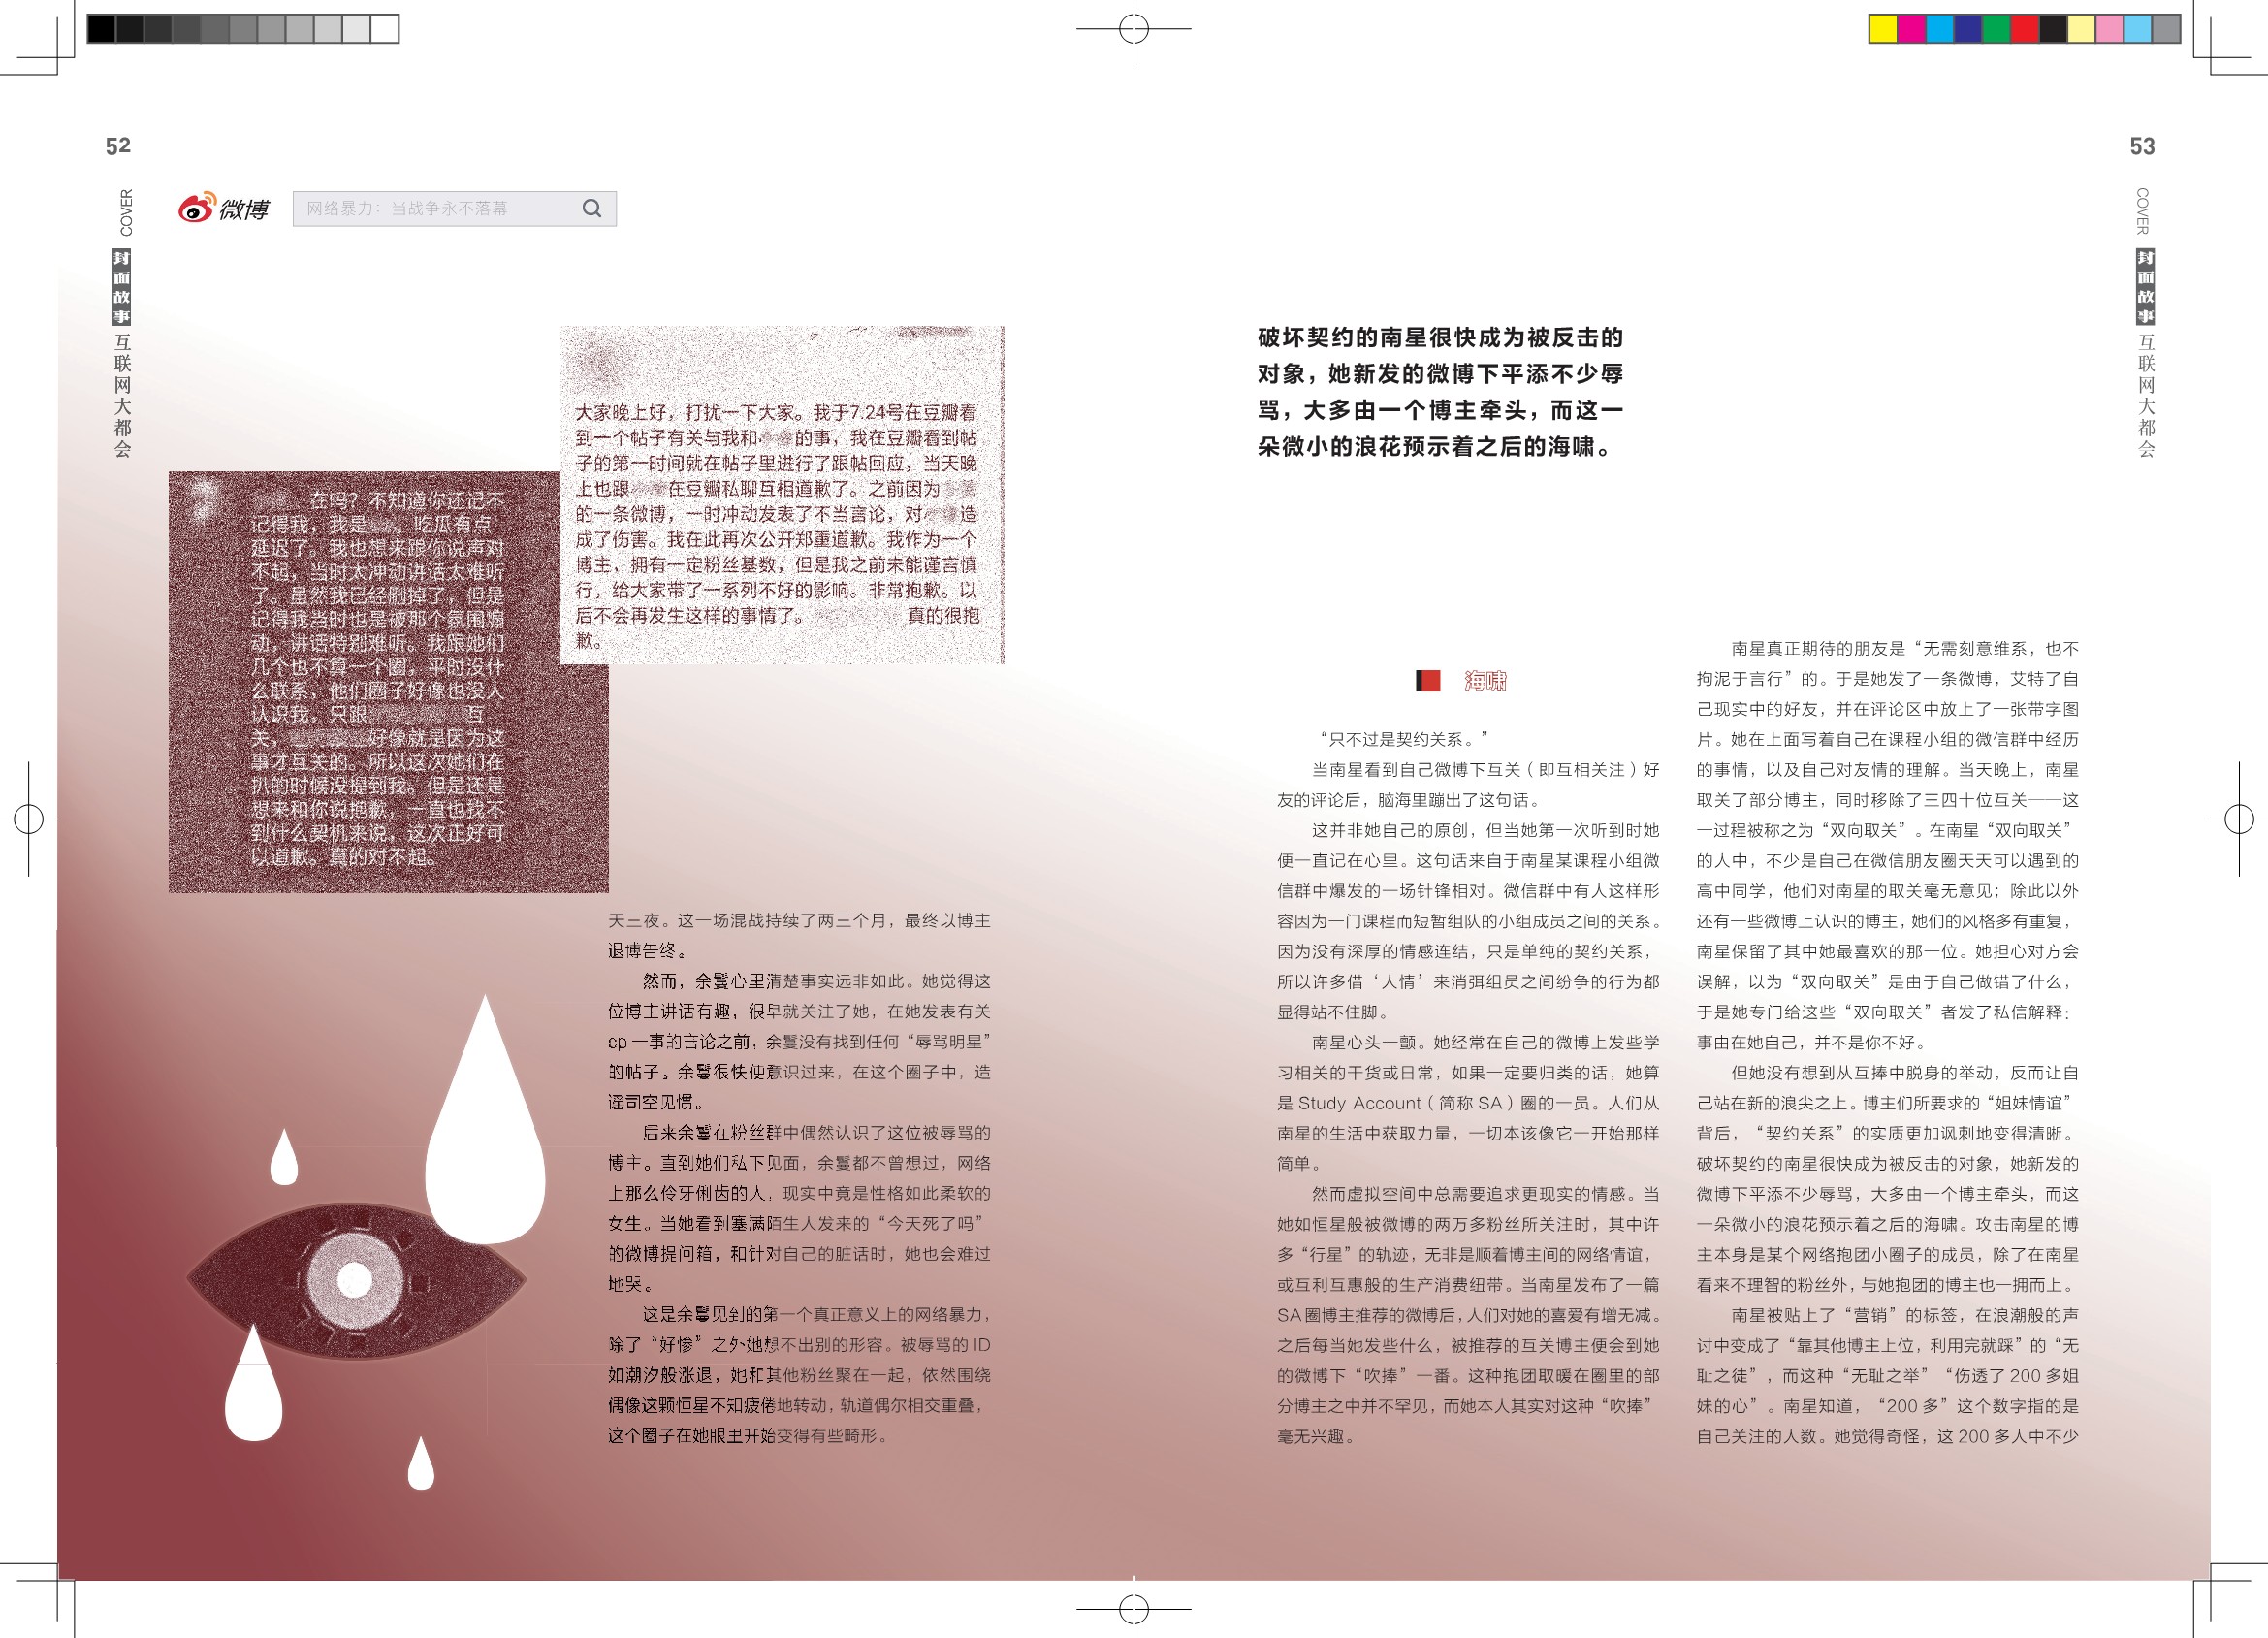 52
COVER
封面故事
互联网大都会
微博
网络暴力：当战争永不落幕
大家晚上好，打扰一下大家。我于7.24号在豆瓣看
到一个帖子有关与我和
的事，我在豆瓣看到帖
子的第一时间就在帖子里进行了跟帖回应，当天晚
上也跟
在豆瓣私聊互相道歉了。之前因为
的一条微博，一时冲动发表了不当言论，对
造
成了伤害。我在此再次公开郑重道歉。我作为一个
博主，拥有一定粉丝基数，但是我之前未能谨言慎
行，给大家带了一系列不好的影响。非常抱歉。以
后不会再发生这样的事情了。
真的很抱
歉。
在吗？不知道你还记不
记得我，我是
，吃瓜有点
延迟了。我也想来跟你说声对
不起，当时太冲动讲话太难听
了。虽然我已经删掉了，但是
记得我当时也是被那个氛围煽
动，讲话特别难听。我跟她们
几个也不算一个圈，平时没什
么联系，他们圈子好像也没人
认识我，只跟
互
关，
好像就是因为这
事才互关的。所以这次她们在
扒的时候没提到我。但是还是
想来和你说抱歉，一直也找不
到什么契机来说。这次正好可
以道歉。真的对不起。
天三夜。这一场混战持续了两三个月，最终以博主
退博告终。
然而，余鬘心里清楚事实远非如此。她觉得这
位博主讲话有趣，很早就关注了她，在她发表有关
cp 一事的言论之前，余鬘没有找到任何“辱骂明星”
的帖子。余鬘很快便意识过来，在这个圈子中，造
谣司空见惯。
后来余鬘在粉丝群中偶然认识了这位被辱骂的
博主。直到她们私下见面，余鬘都不曾想过，网络
上那么伶牙俐齿的人，现实中竟是性格如此柔软的
女生。当她看到塞满陌生人发来的“今天死了吗”
的微博提问箱，和针对自己的脏话时，她也会难过
地哭。
这是余鬘见到的第一个真正意义上的网络暴力，
除了“好惨”之外她想不出别的形容。被辱骂的 ID
如潮汐般涨退，她和其他粉丝聚在一起，依然围绕
偶像这颗恒星不知疲倦地转动，轨道偶尔相交重叠，
这个圈子在她眼里开始变得有些畸形。
53
COVER
封面故事
互联网大都会
破坏契约的南星很快成为被反击的
对象，她新发的微博下平添不少辱
骂，大多由一个博主牵头，而这一
朵微小的浪花预示着之后的海啸。
海啸
“只不过是契约关系。”
当南星看到自己微博下互关（即互相关注）好
友的评论后，脑海里蹦出了这句话。
这并非她自己的原创，但当她第一次听到时她
便一直记在心里。这句话来自于南星某课程小组微
信群中爆发的一场针锋相对。微信群中有人这样形
容因为一门课程而短暂组队的小组成员之间的关系。
因为没有深厚的情感连结，只是单纯的契约关系，
所以许多借‘人情’来消弭组员之间纷争的行为都
显得站不住脚。
南星心头一颤。她经常在自己的微博上发些学
习相关的干货或日常，如果一定要归类的话，她算
是 Study Account（简称 SA）圈的一员。人们从
南星的生活中获取力量，一切本该像它一开始那样
简单。
然而虚拟空间中总需要追求更现实的情感。当
她如恒星般被微博的两万多粉丝所关注时，其中许
多“行星”的轨迹，无非是顺着博主间的网络情谊，
或互利互惠般的生产消费纽带。当南星发布了一篇
SA 圈博主推荐的微博后，人们对她的喜爱有增无减。
之后每当她发些什么，被推荐的互关博主便会到她
的微博下“吹捧”一番。这种抱团取暖在圈里的部
分博主之中并不罕见，而她本人其实对这种“吹捧”
毫无兴趣。
南星真正期待的朋友是“无需刻意维系，也不
拘泥于言行”的。于是她发了一条微博，艾特了自
己现实中的好友，并在评论区中放上了一张带字图
片。她在上面写着自己在课程小组的微信群中经历
的事情，以及自己对友情的理解。当天晚上，南星
取关了部分博主，同时移除了三四十位互关——这
一过程被称之为“双向取关”。在南星“双向取关”
的人中，不少是自己在微信朋友圈天天可以遇到的
高中同学，他们对南星的取关毫无意见；除此以外
还有一些微博上认识的博主，她们的风格多有重复，
南星保留了其中她最喜欢的那一位。她担心对方会
误解，以为“双向取关”是由于自己做错了什么，
于是她专门给这些“双向取关”者发了私信解释：
事由在她自己，并不是你不好。
但她没有想到从互捧中脱身的举动，反而让自
己站在新的浪尖之上。博主们所要求的“姐妹情谊”
背后，“契约关系”的实质更加讽刺地变得清晰。
破坏契约的南星很快成为被反击的对象，她新发的
微博下平添不少辱骂，大多由一个博主牵头，而这
一朵微小的浪花预示着之后的海啸。攻击南星的博
主本身是某个网络抱团小圈子的成员，除了在南星
看来不理智的粉丝外，与她抱团的博主也一拥而上。
南星被贴上了“营销”的标签，在浪潮般的声
讨中变成了“靠其他博主上位，利用完就踩”的“无
耻之徒”，而这种“无耻之举”“伤透了 200 多姐
妹的心”。南星知道，“200 多”这个数字指的是
自己关注的人数。她觉得奇怪，这 200 多人中不少